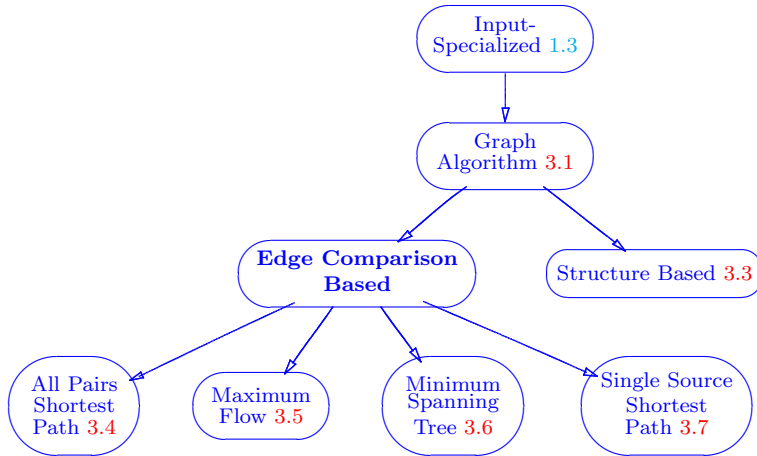 Input-
Specialized 1.3
Graph
Algorithm 3.1
Edge Comparison
Based
Structure Based 3.3
All Pairs
Shortest
Path 3.4
Maximum
Flow 3.5
Minimum
Spanning
Tree 3.6
Single Source
Shortest
Path 3.7